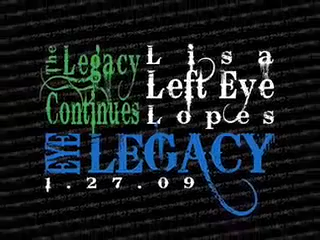 The Legacy
Continues
Lisa
Left Eye
Lopes
EYE LEGACY
1.27.09